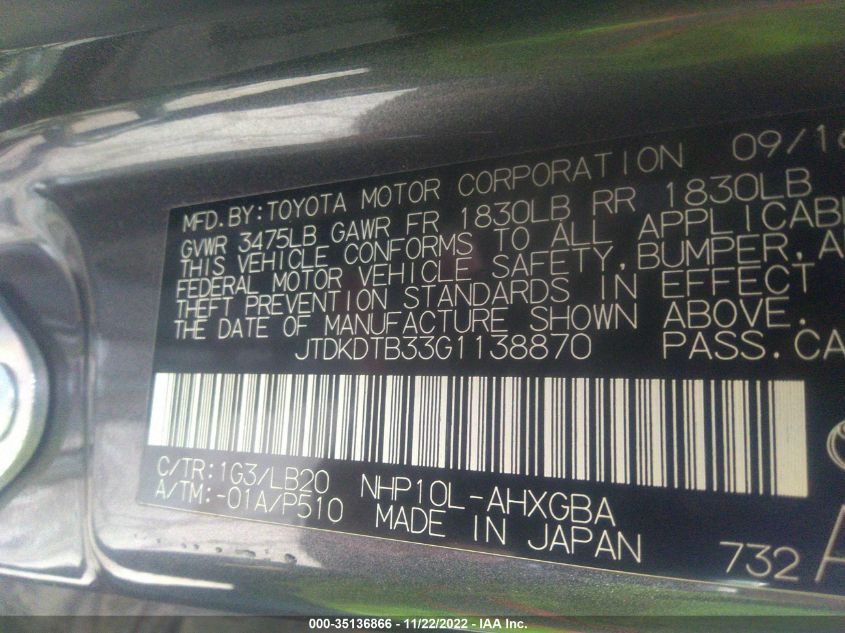 MFD. BY: TOYOTA MOTOR CORPORATION 09/16
GVWR 3475LB GAWR FR 1830LB RR 1830LB
THIS VEHICLE CONFORMS TO ALL
FEDERAL MOTOR VEHICLE SAFETY, BUMPER,
THEFT PREVENTION STANDARDS IN EFFECT
THE DATE OF MANUFACTURE SHOWN ABOVE.
JTDKDTB33G1138870 PASS.
C/TR: 1G3/LB20 NHP10L-AHXGBA
A/TM: -01A/P510 MADE IN JAPAN
732
000-35136866 - 11/22/2022 - IAA Inc.